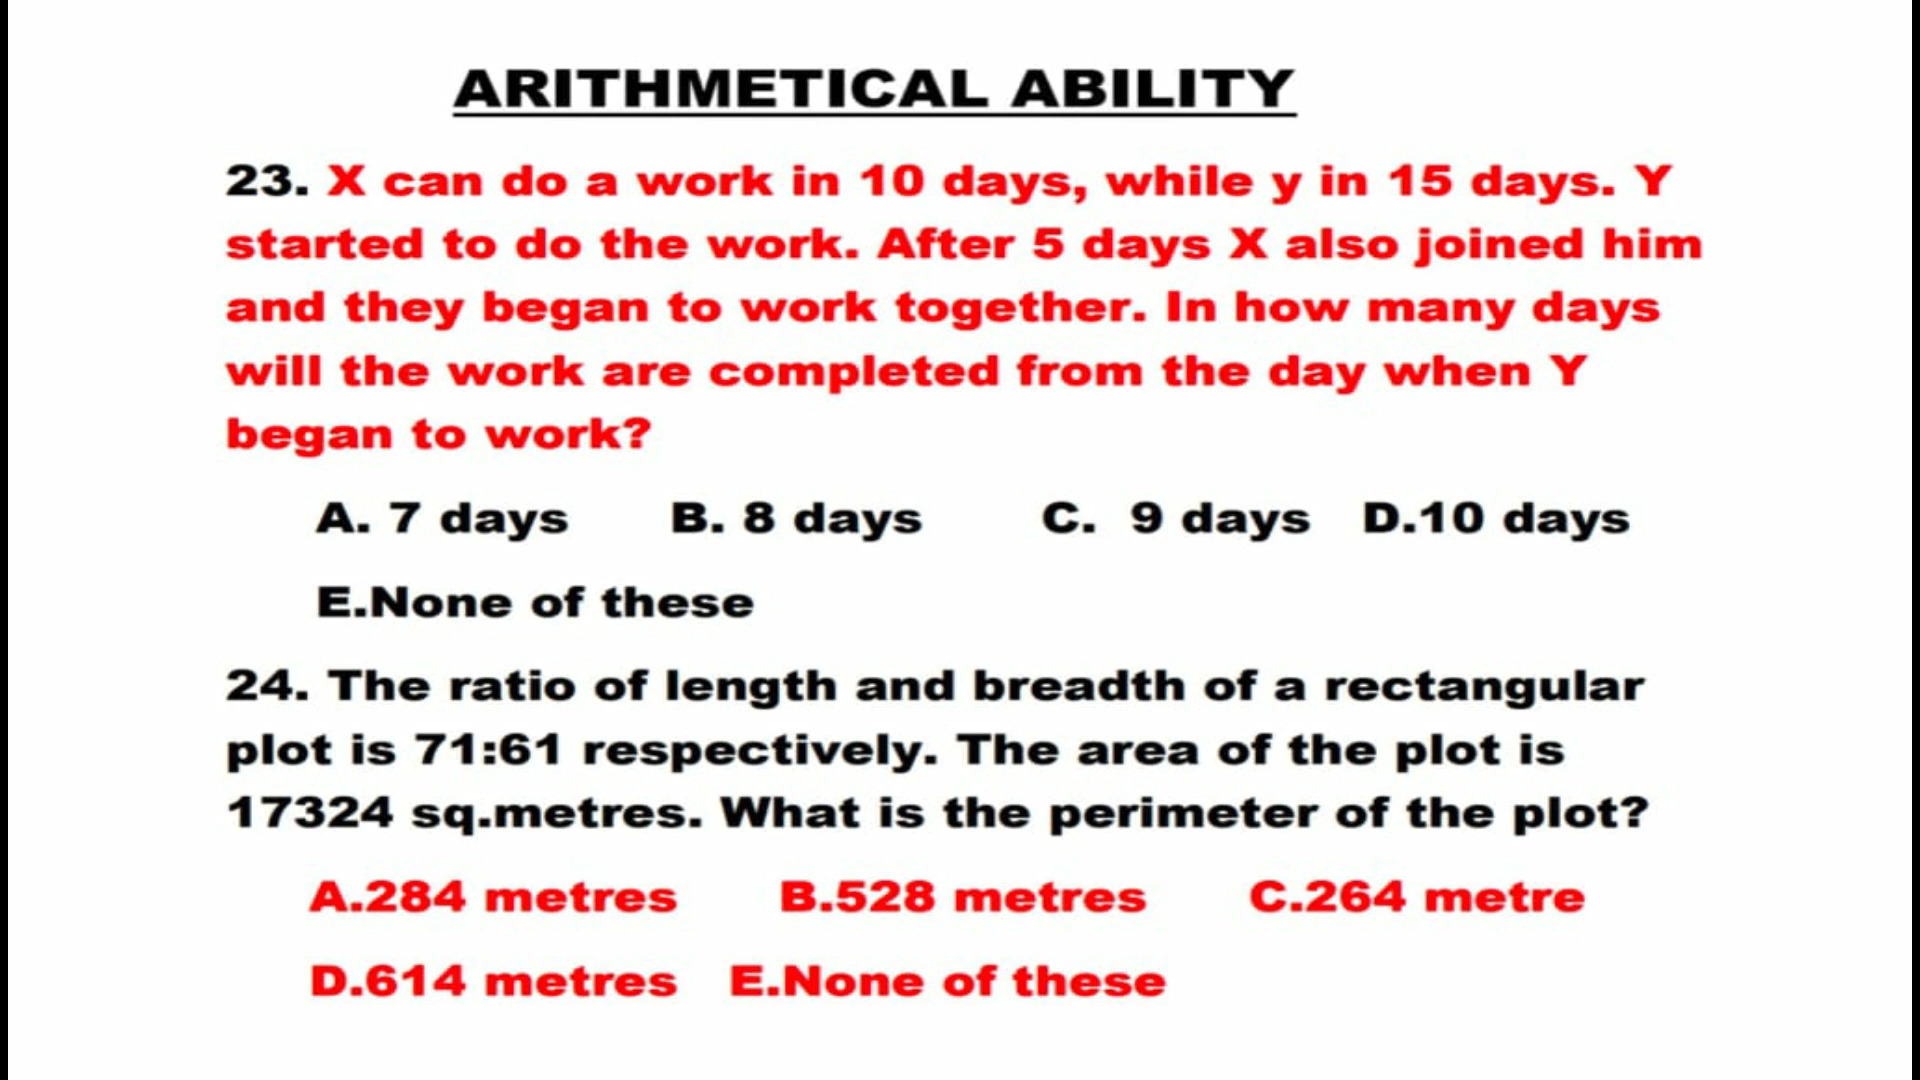 ARITHMETICAL ABILITY
23. X can do a work in 10 days, while y in 15 days. Y
started to do the work. After 5 days X also joined him
and they began to work together. In how many days
will the work are completed from the day when Y
began to work?
A. 7 days B. 8 days C. 9 days D.10 days
E.None of these
24. The ratio of length and breadth of a rectangular
plot is 71:61 respectively. The area of the plot is
17324 sq.metres. What is the perimeter of the plot?
A.284 metres B.528 metres C.264 metre
D.614 metres E.None of these